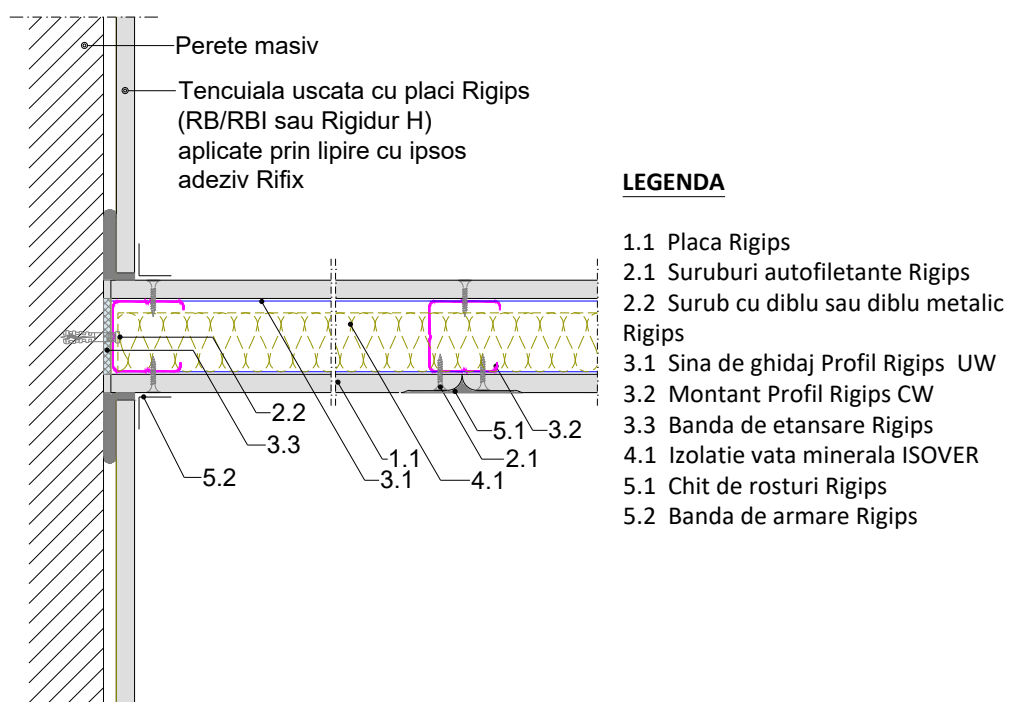 Perete masiv
Tencuiala uscata cu placi Rigips
(RB/RBI sau Rigidur H)
aplicate prin lipire cu ipsos
adeziv Rifix
LEGENDA
1.1 Placa Rigips
2.1 Suruburi autofiletante Rigips
2.2 Surub cu diblu sau diblu metalic
Rigips
3.1 Sina de ghidaj Profil Rigips UW
3.2 Montant Profil Rigips CW
3.3 Banda de etansare Rigips
4.1 Izolatie vata minerala ISOVER
5.1 Chit de rosturi Rigips
5.2 Banda de armare Rigips
2.2
3.3
5.2
1.1
3.1
5.1
3.2
2.1
4.1